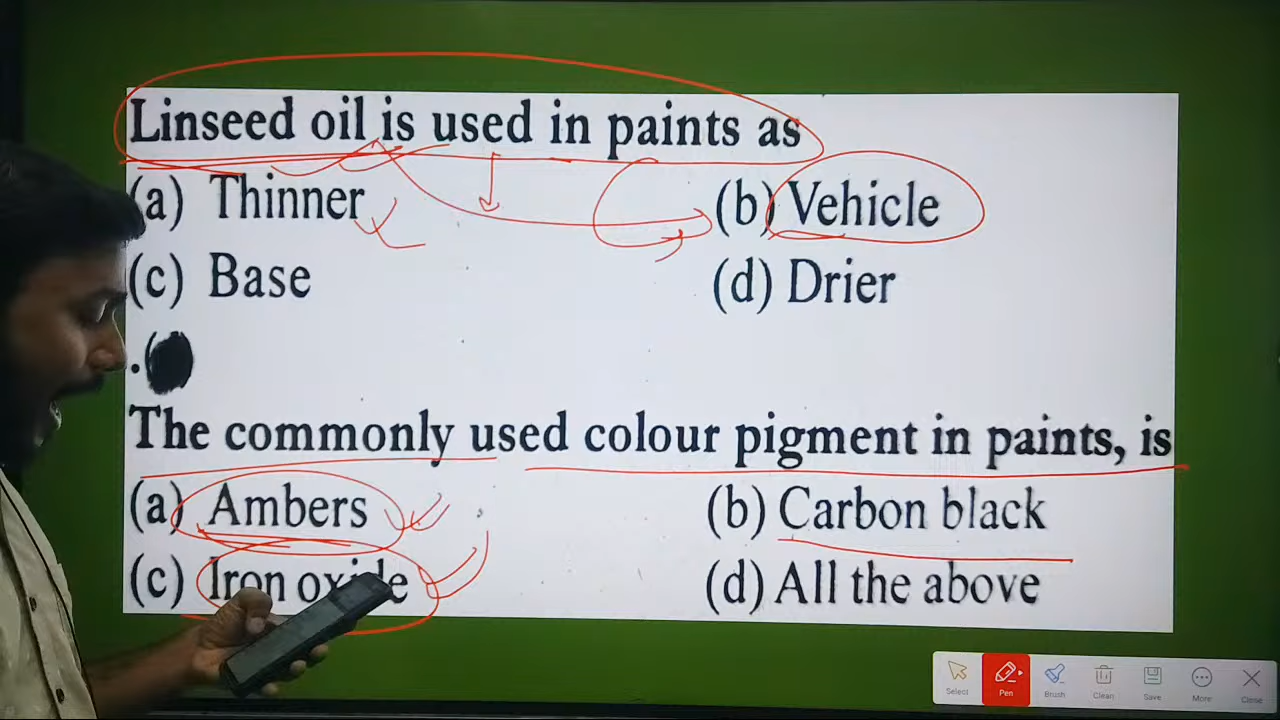 Linseed oil is used in paints as
(a) Thinner (b) Vehicle
(c) Base (d) Drier
The commonly used colour pigment in paints, is
(a) Ambers (b) Carbon black
(c) Iron oxide (d) All the above
Select Pen Brush Clean Save More Close